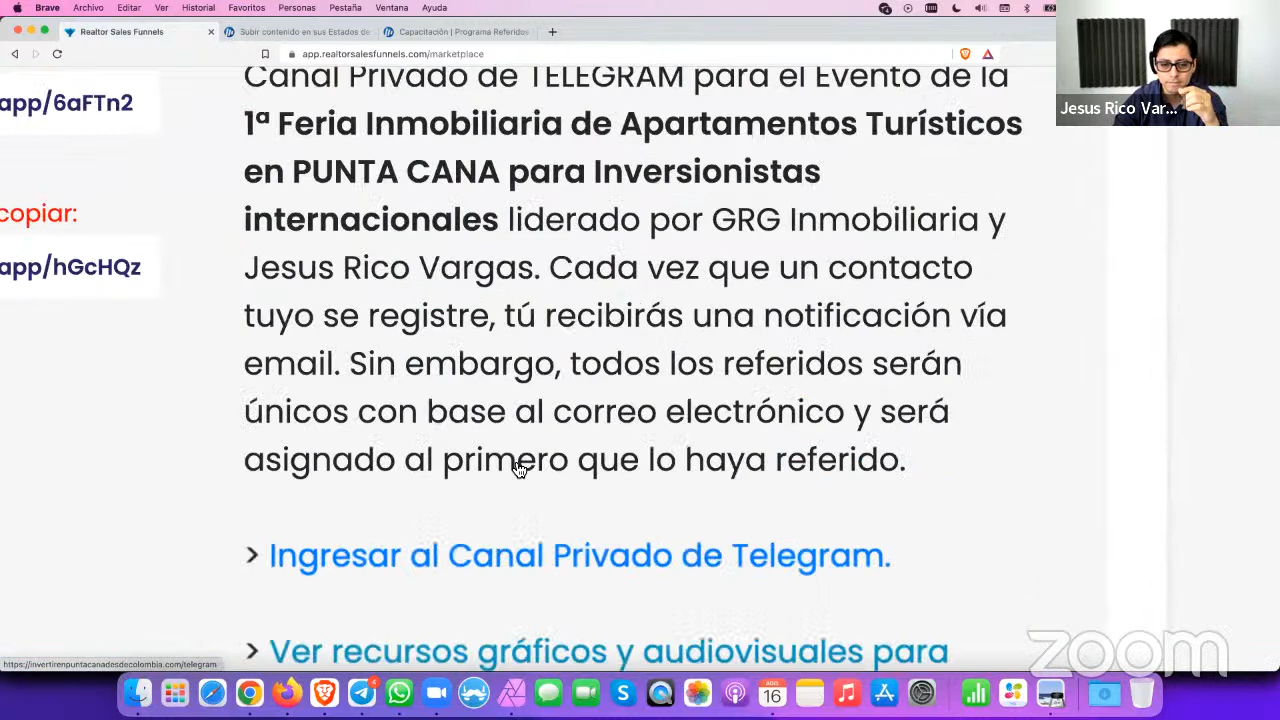 Brave Archivo Editar Ver Historial Favoritos Personas Pestaña Ventana Ayuda
Realtor Sales Funnels
Subir contenido en sus Estados de
Capacitación | Programa Referidos
app.realtorsalesfunnels.com/marketplace
Jesus Rico Var...
app/6aFTn2
copiar:
app/hGcHQz
Canal Privado de TELEGRAM para el Evento de la
1ª Feria Inmobiliaria de Apartamentos Turísticos
en PUNTA CANA para Inversionistas
internacionales liderado por GRG Inmobiliaria y
Jesus Rico Vargas. Cada vez que un contacto
tuyo se registre, tú recibirás una notificación vía
email. Sin embargo, todos los referidos serán
únicos con base al correo electrónico y será
asignado al primero que lo haya referido.
> Ingresar al Canal Privado de Telegram.
> Ver recursos gráficos y audiovisuales para
https://invertirenpuntacanadesdecolombia.com/telegram
zoom
4
AGO
16